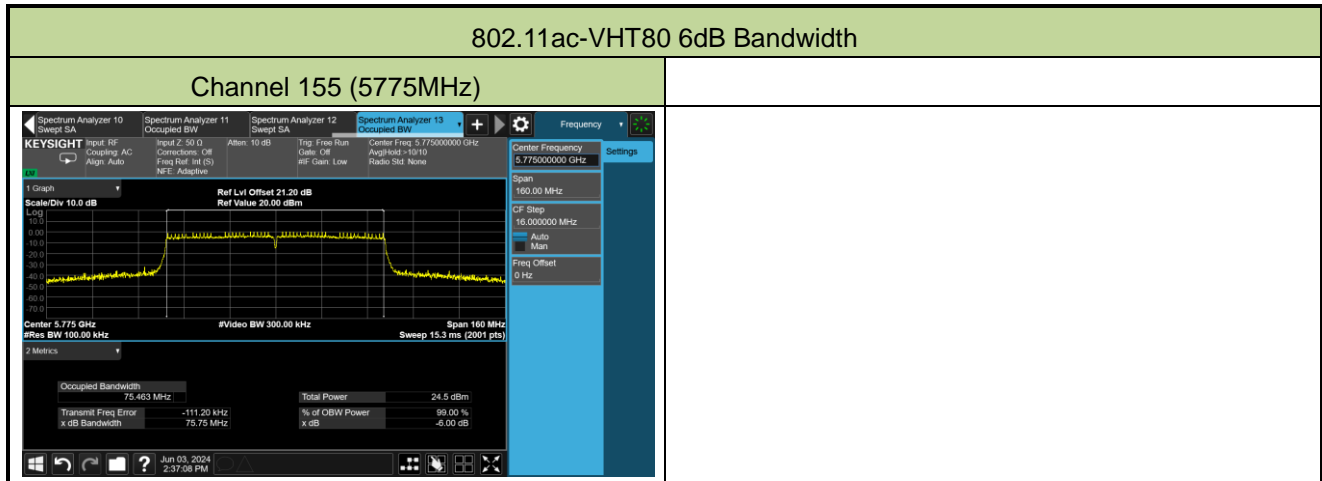 802.11ac-VHT80 6dB Bandwidth
Channel 155 (5775MHz)
Spectrum Analyzer 10
Swept SA
Spectrum Analyzer 11
Occupied BW
Spectrum Analyzer 12
Swept SA
Spectrum Analyzer 13
Occupied BW
+
Frequency
KEYSIGHT
Input: RF
Coupling: AC
Align: Auto
Input Z: 50 Ω
Corrections: Off
Freq Ref: Int (S)
NFE: Adaptive
Atten: 10 dB
Trig: Free Run
Gate: Off
#IF Gain: Low
Center Freq: 5.775000000 GHz
Avg|Hold:>10/10
Radio Std: None
LXI
1 Graph
Scale/Div 10.0 dB
Ref Lvl Offset 21.20 dB
Ref Value 20.00 dBm
Log
10.0
0.00
-10.0
-20.0
-30.0
-40.0
-50.0
-60.0
-70.0
Center 5.775 GHz
#Res BW 100.00 kHz
#Video BW 300.00 kHz
Span 160 MHz
Sweep 15.3 ms (2001 pts)
2 Metrics
Occupied Bandwidth
75.463 MHz
Transmit Freq Error -111.20 kHz
x dB Bandwidth 75.75 MHz
Total Power 24.5 dBm
% of OBW Power 99.00 %
x dB -6.00 dB
Center Frequency
5.775000000 GHz
Settings
Span
160.00 MHz
CF Step
16.000000 MHz
Auto
Man
Freq Offset
0 Hz
?
Jun 03, 2024
2:37:08 PM